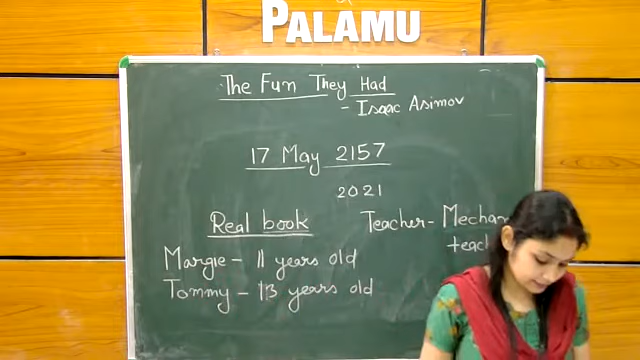 PALAMU
The Fun They Had
- Isaac Asimov
17 May 2157
2021
Real book
Teacher - Mechan
teac
Margie - 11 years old
Tommy - 13 years old